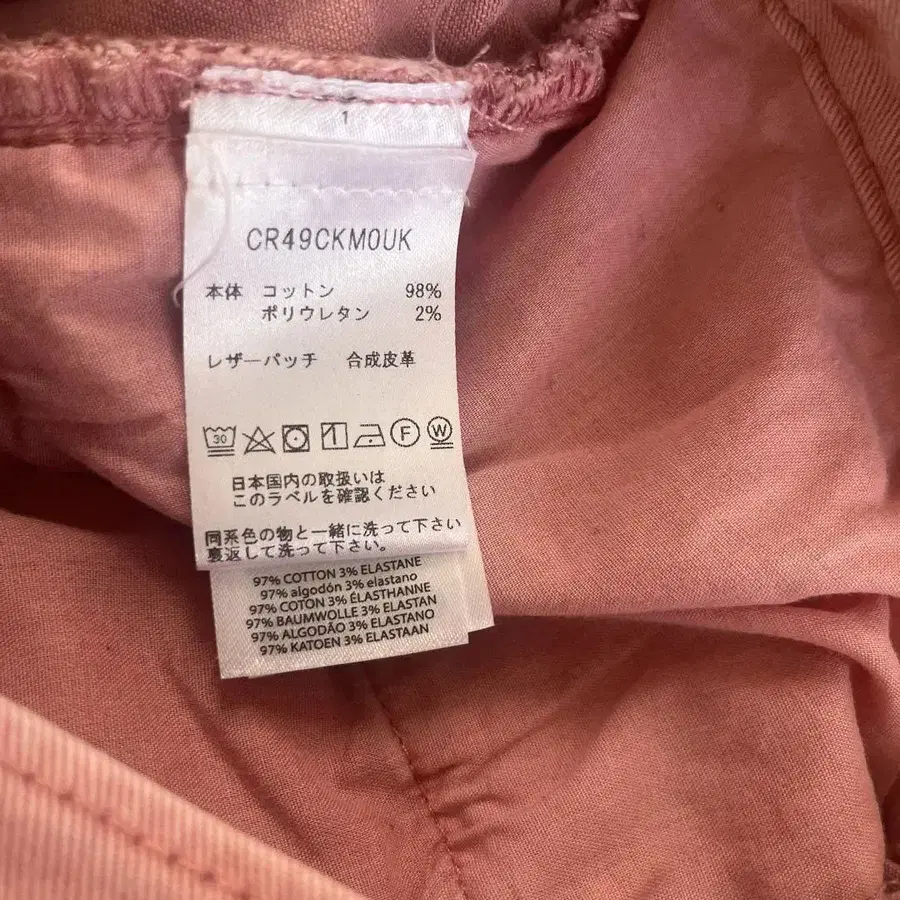 1
CR49CKM0UK
本体 コットン 98%
ポリウレタン 2%
レザーパッチ 合成皮革
30 1 F W
日本国内の取扱いは
このラベルを確認ください
同系色の物と一緒に洗って下さい
裏返して洗って下さい。
97% COTTON 3% ELASTANE
97% algodón 3% elastano
97% COTON 3% ÉLASTHANNE
97% BAUMWOLLE 3% ELASTAN
97% ALGODÃO 3% ELASTAN
97% KATOEN 3% ELASTAAN